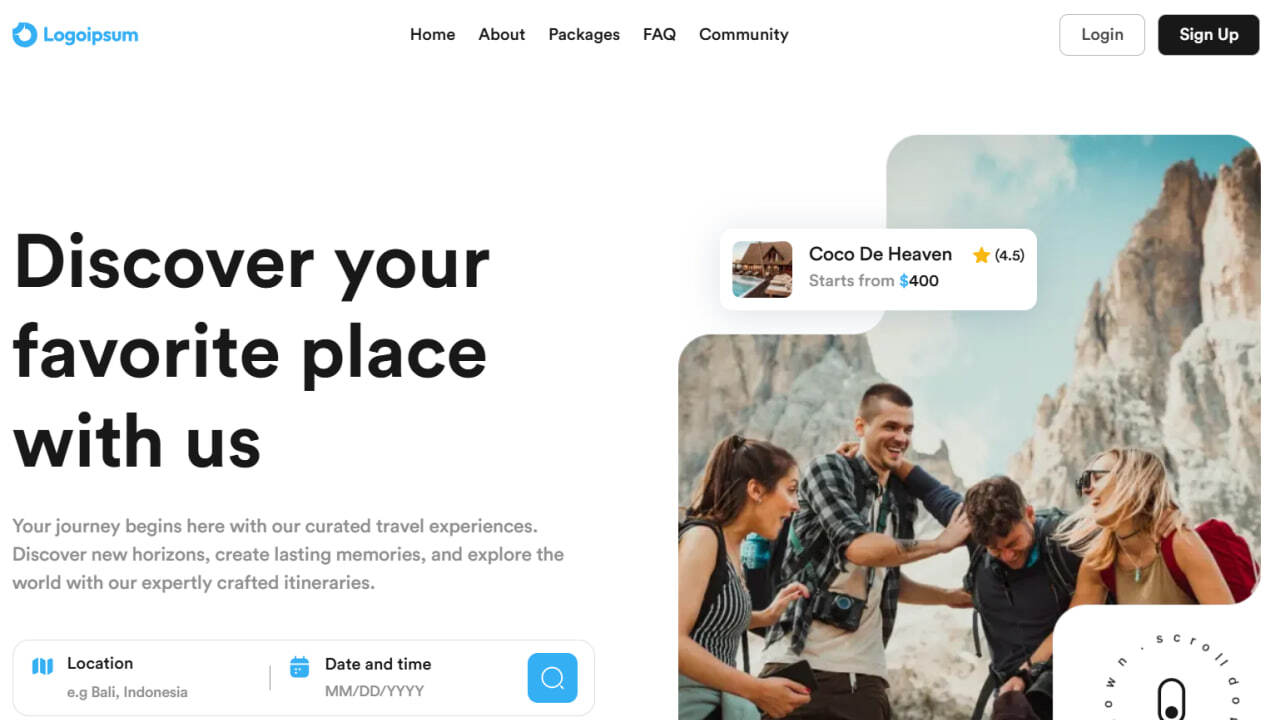 Logoipsum
Home About Packages FAQ Community
Login Sign Up
Discover your
favorite place
with us
Your journey begins here with our curated travel experiences.
Discover new horizons, create lasting memories, and explore the
world with our expertly crafted itineraries.
Location
e.g Bali, Indonesia
Date and time
MM/DD/YYYY
Coco De Heaven (4.5)
Starts from $400
own . scroll do